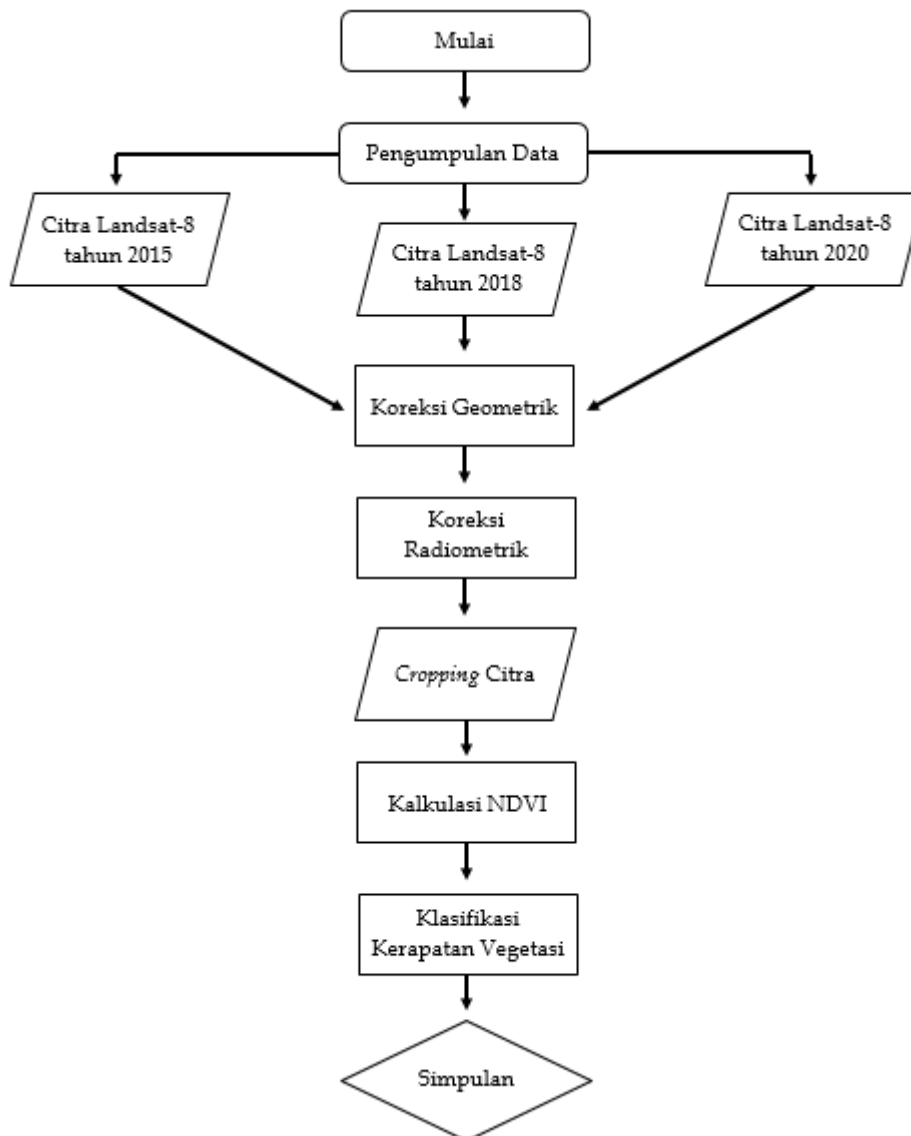 Mulai
Pengumpulan Data
Citra Landsat-8
tahun 2015
Citra Landsat-8
tahun 2018
Citra Landsat-8
tahun 2020
Koreksi Geometrik
Koreksi
Radiometrik
Cropping Citra
Kalkulasi NDVI
Klasifikasi
Kerapatan Vegetasi
Simpulan